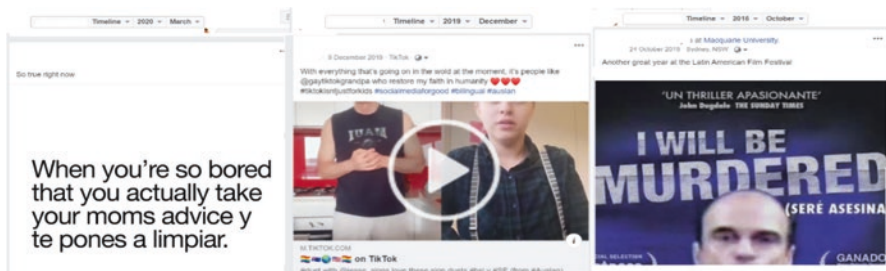 Timeline 2020 March
So true right now
When you're so bored
that you actually take
your moms advice y
te pones a limpiar.
Timeline 2019 December
9 December 2019 · TikTok
With everything that's going on in the world at the moment, it's people like
@gaytiktokgrandpa who restore my faith in humanity ❤❤❤
#tiktokisntjustforkids #socialmediaforgood #bilingual #auslan
M.TIKTOK.COM
on TikTok
Timeline 2018 October
at Macquarie University.
24 October 2018 · Sydney, NSW
Another great year at the Latin American Film Festival
'UN THRILLER APASIONANTE'
John Dugdale THE SUNDAY TIMES
I WILL BE
MURDERED
(SERÉ ASESINA
GANADO